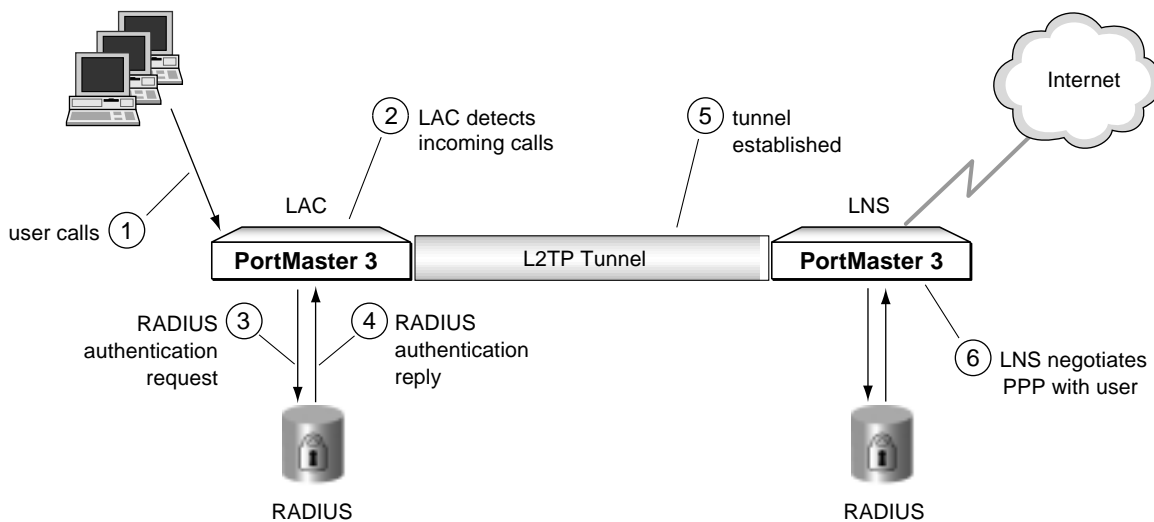 Internet
2 LAC detects
incoming calls
5 tunnel
established
user calls 1
LAC
LNS
PortMaster 3
L2TP Tunnel
PortMaster 3
RADIUS
authentication
request
3
4
RADIUS
authentication
reply
6 LNS negotiates
PPP with user
RADIUS
RADIUS